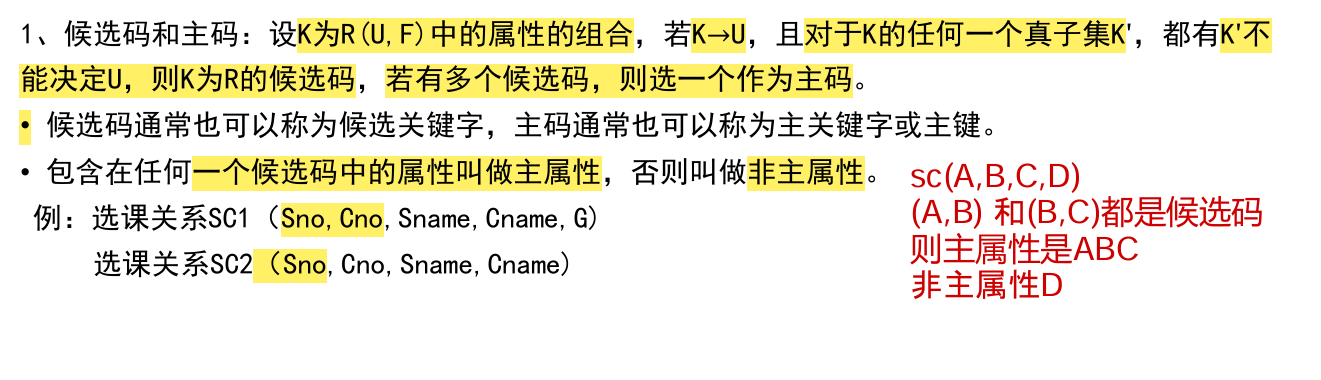 1、候选码和主码：设K为R(U,F)中的属性的组合，若K→U，且对于K的任何一个真子集K'，都有K'不
能决定U，则K为R的候选码，若有多个候选码，则选一个作为主码。
• 候选码通常也可以称为候选关键字，主码通常也可以称为主关键字或主键。
• 包含在任何一个候选码中的属性叫做主属性，否则叫做非主属性。
例：选课关系SC1（Sno,Cno,Sname,Cname,G)
选课关系SC2（Sno,Cno,Sname,Cname)
sc(A,B,C,D)
(A,B) 和(B,C)都是候选码
则主属性是ABC
非主属性D